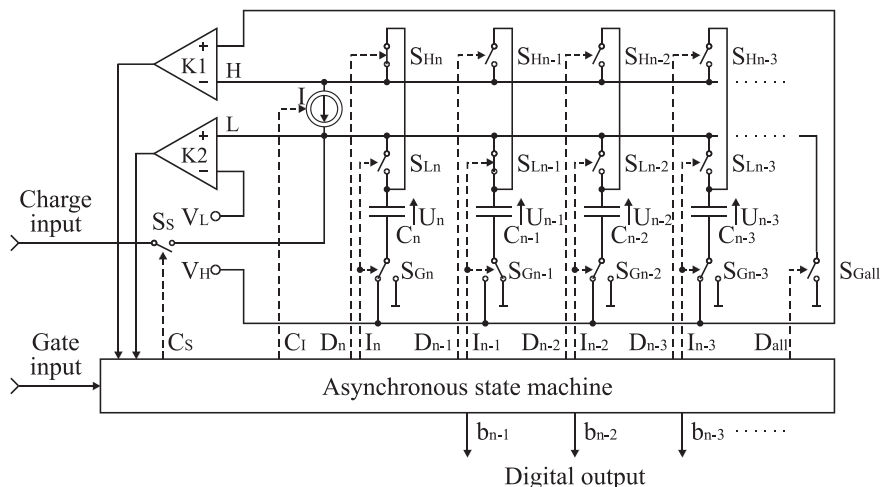 + K1 − H
S_Hn S_Hn-1 S_Hn-2 S_Hn-3
I
+ K2 − L
S_Ln S_Ln-1 S_Ln-2 S_Ln-3
Charge input
S_S
V_L
V_H
U_n U_n-1 U_n-2 U_n-3
C_n C_n-1 C_n-2 C_n-3
S_Gn S_Gn-1 S_Gn-2 S_Gn-3 S_Gall
Gate input
C_S C_I D_n I_n D_n-1 I_n-1 D_n-2 I_n-2 D_n-3 I_n-3 D_all
Asynchronous state machine
b_n-1 b_n-2 b_n-3
Digital output